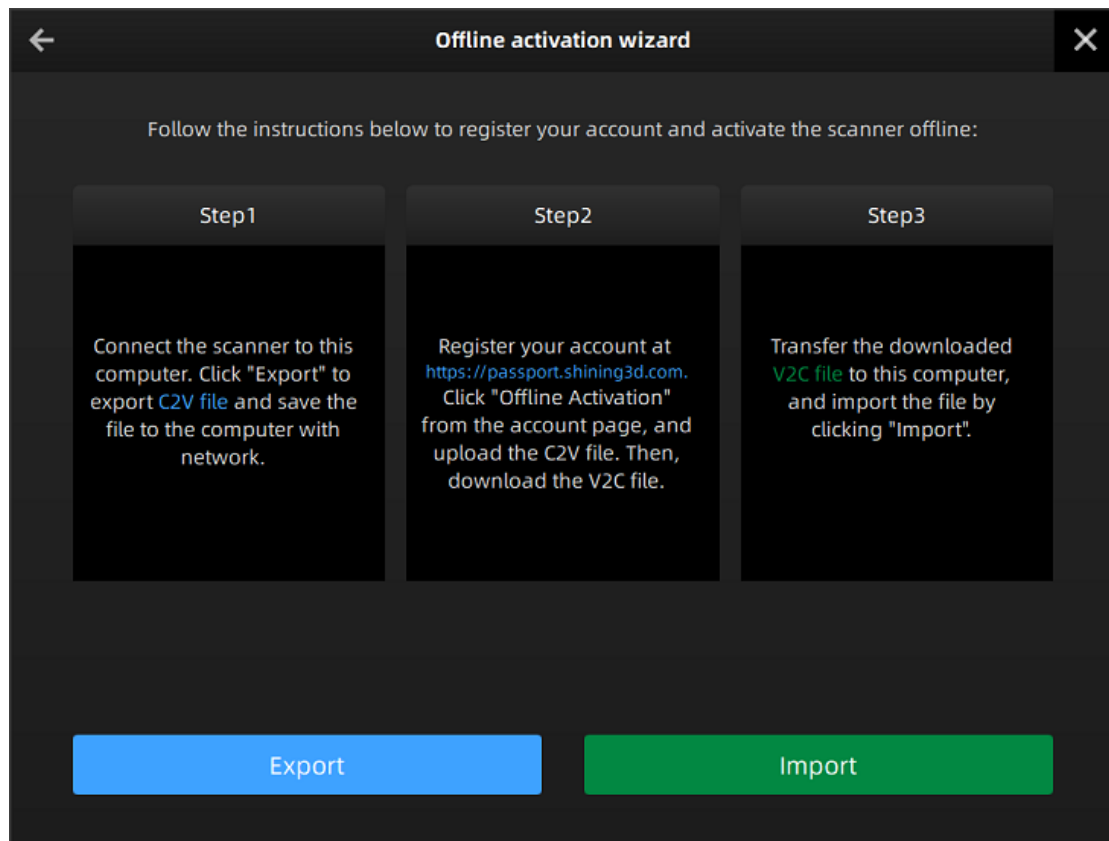 Offline activation wizard
Follow the instructions below to register your account and activate the scanner offline:
Step1
Connect the scanner to this
computer. Click "Export" to
export C2V file and save the
file to the computer with
network.
Step2
Register your account at
https://passport.shining3d.com.
Click "Offline Activation"
from the account page, and
upload the C2V file. Then,
download the V2C file.
Step3
Transfer the downloaded
V2C file to this computer,
and import the file by
clicking "Import".
Export
Import